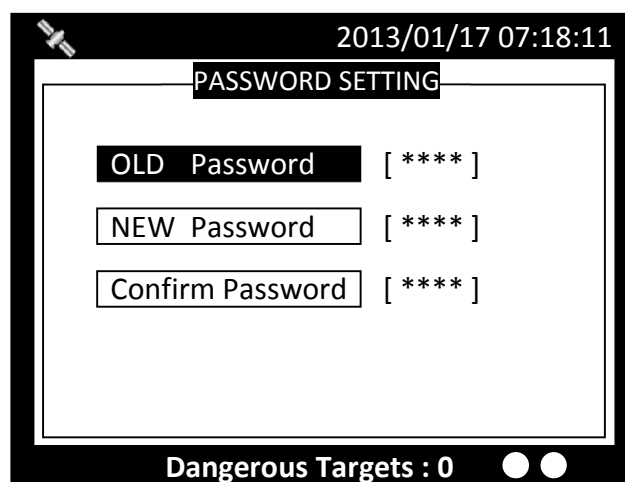 2013/01/17 07:18:11
PASSWORD SETTING
OLD Password [ **** ]
NEW Password [ **** ]
Confirm Password [ **** ]
Dangerous Targets : 0